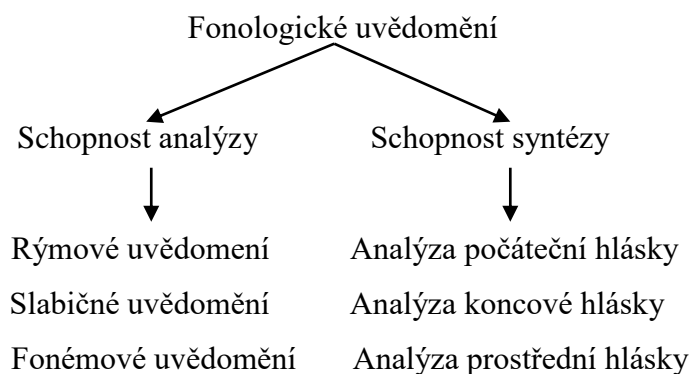 Fonologické uvědomění
Schopnost analýzy Schopnost syntézy
Rýmové uvědomení Analýza počáteční hlásky
Slabičné uvědomění Analýza koncové hlásky
Fonémové uvědomění Analýza prostřední hlásky